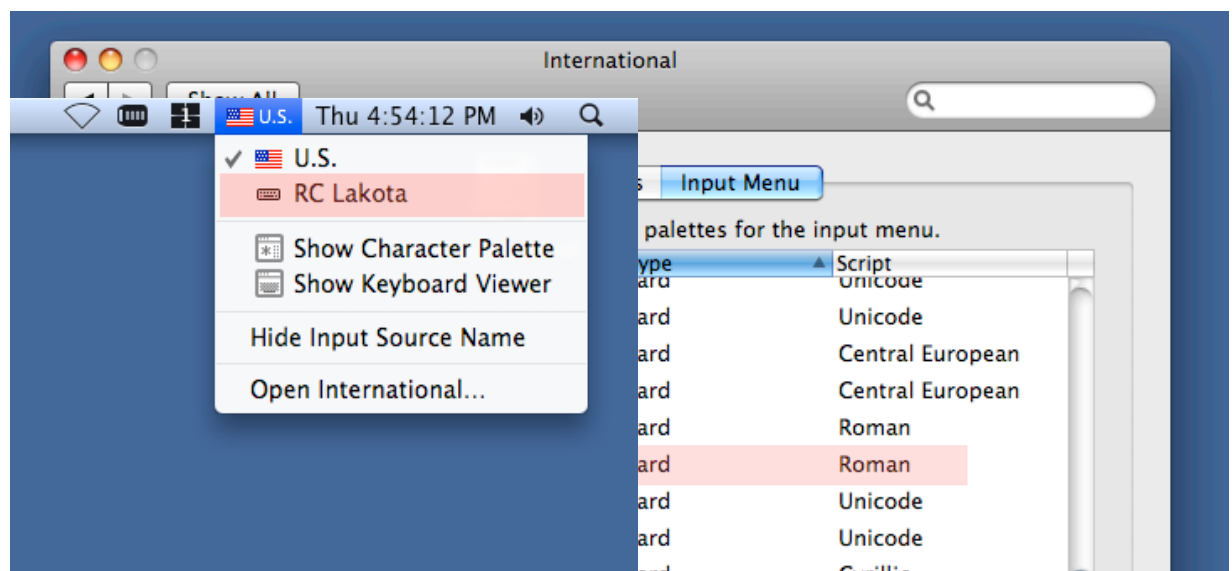 International
Show All
U.S. Thu 4:54:12 PM
U.S.
RC Lakota
Show Character Palette
Show Keyboard Viewer
Hide Input Source Name
Open International...
Input Menu
palettes for the input menu.
ype Script
ard Unicode
ard Unicode
ard Central European
ard Central European
ard Roman
ard Roman
ard Unicode
ard Unicode